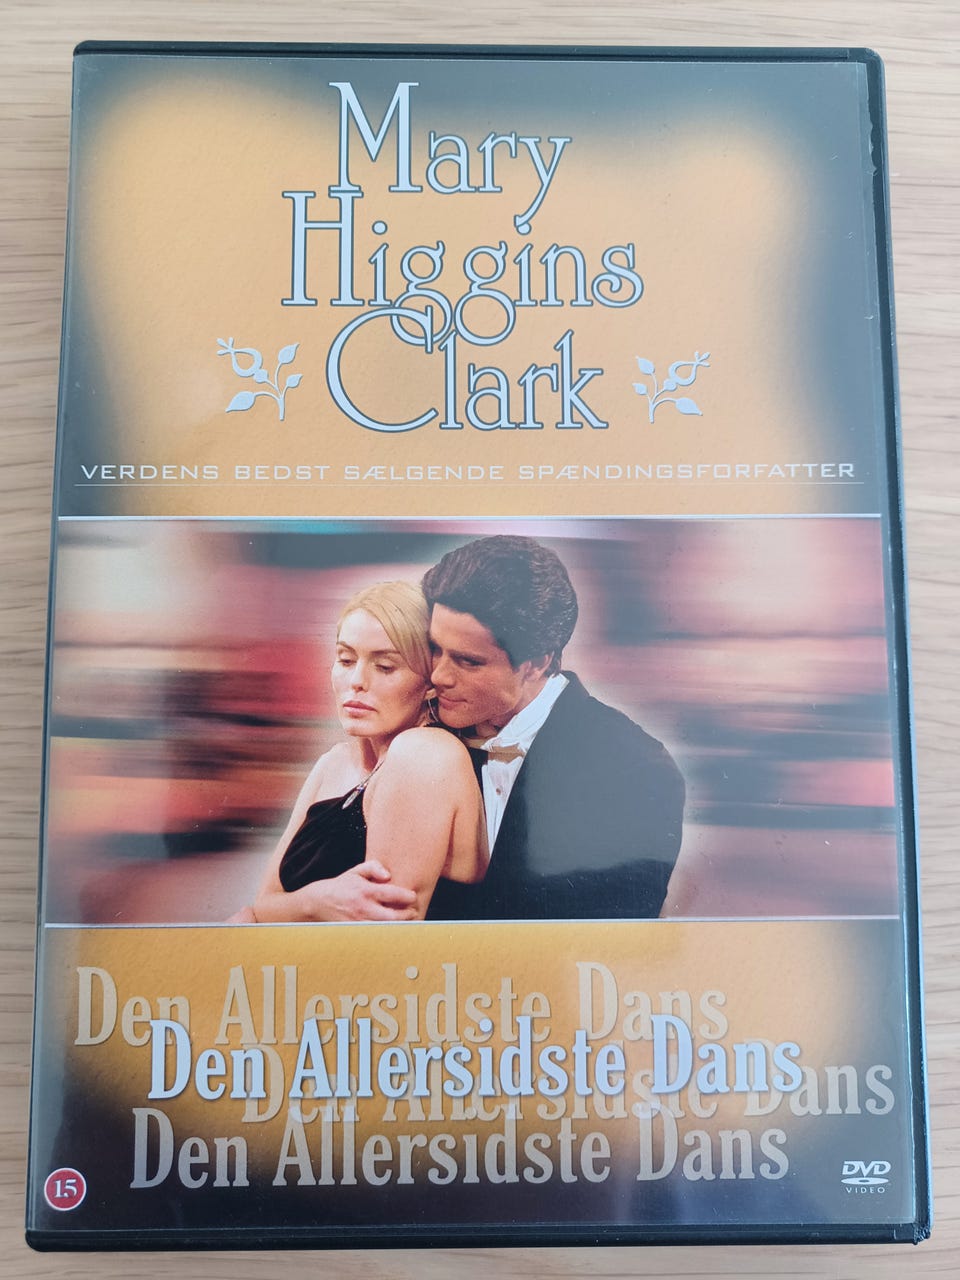 Mary
Higgins
Clark
VERDENS BEDST SÆLGENDE SPÆNDINGSFORFATTER
Den Allersidste Dans
Den Allersidste Dans
Den Allersidste Dans
Den Allersidste Dans
15
DVD
VIDEO